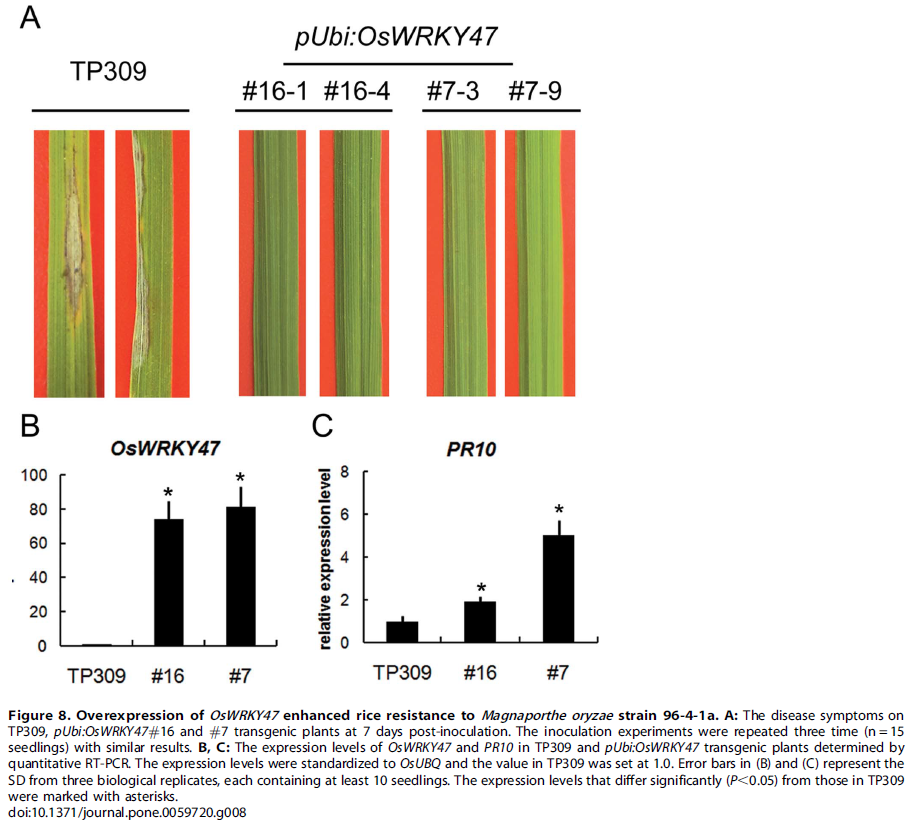 A
pUbi:OsWRKY47
TP309
#16-1 #16-4 #7-3 #7-9
B
C
OsWRKY47
PR10
100
80
60
40
20
0
* *
TP309 #16 #7
relative expression level
8
6
4
2
0
* *
TP309 #16 #7
Figure 8. Overexpression of OsWRKY47 enhanced rice resistance to Magnaporthe oryzae strain 96-4-1a. A: The disease symptoms on
TP309, pUbi:OsWRKY47#16 and #7 transgenic plants at 7 days post-inoculation. The inoculation experiments were repeated three time (n = 15
seedlings) with similar results. B, C: The expression levels of OsWRKY47 and PR10 in TP309 and pUbi:OsWRKY47 transgenic plants determined by
quantitative RT-PCR. The expression levels were standardized to OsUBQ and the value in TP309 was set at 1.0. Error bars in (B) and (C) represent the
SD from three biological replicates, each containing at least 10 seedlings. The expression levels that differ significantly (P<0.05) from those in TP309
were marked with asterisks.
doi:10.1371/journal.pone.0059720.g008